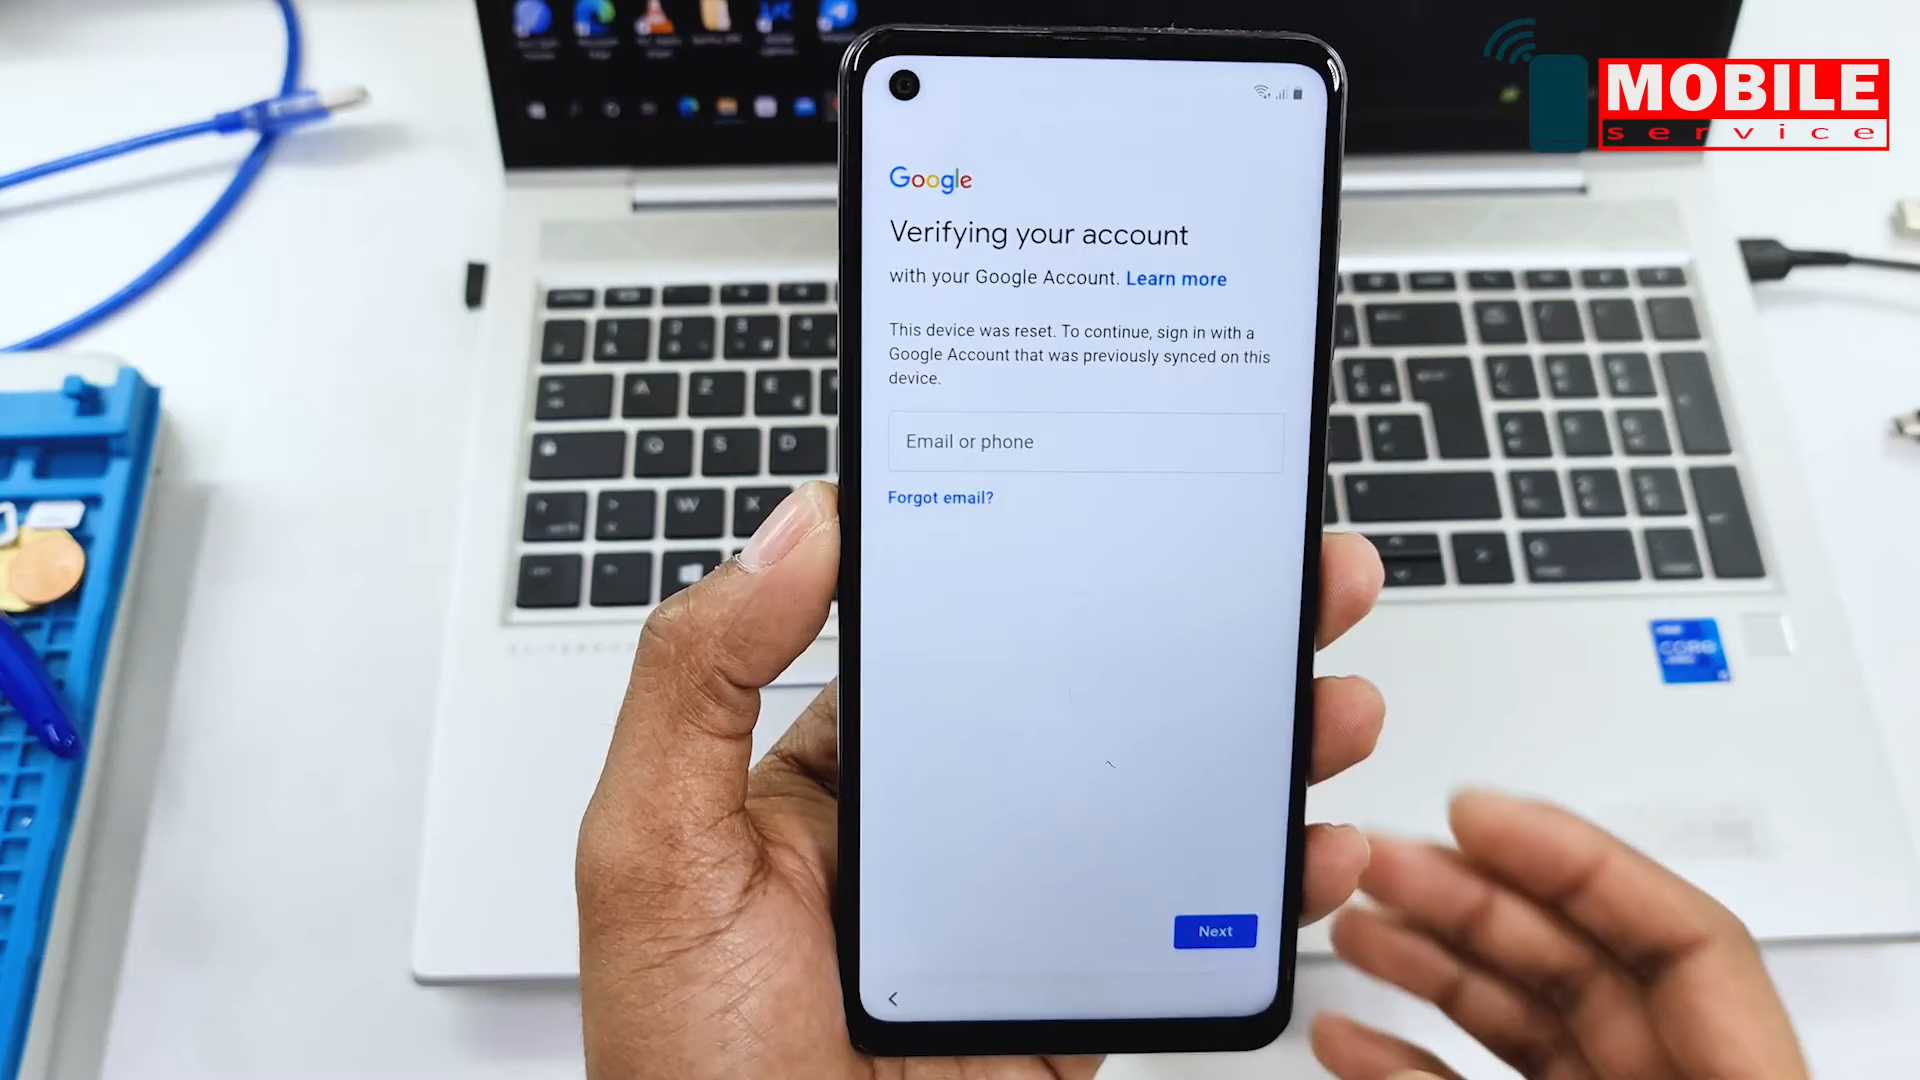 MOBILE
service
Google
Verifying your account
with your Google Account. Learn more
This device was reset. To continue, sign in with a
Google Account that was previously synced on this
device.
Email or phone
Forgot email?
Next
A
Z
E
Q
S
D
W
X
CORE